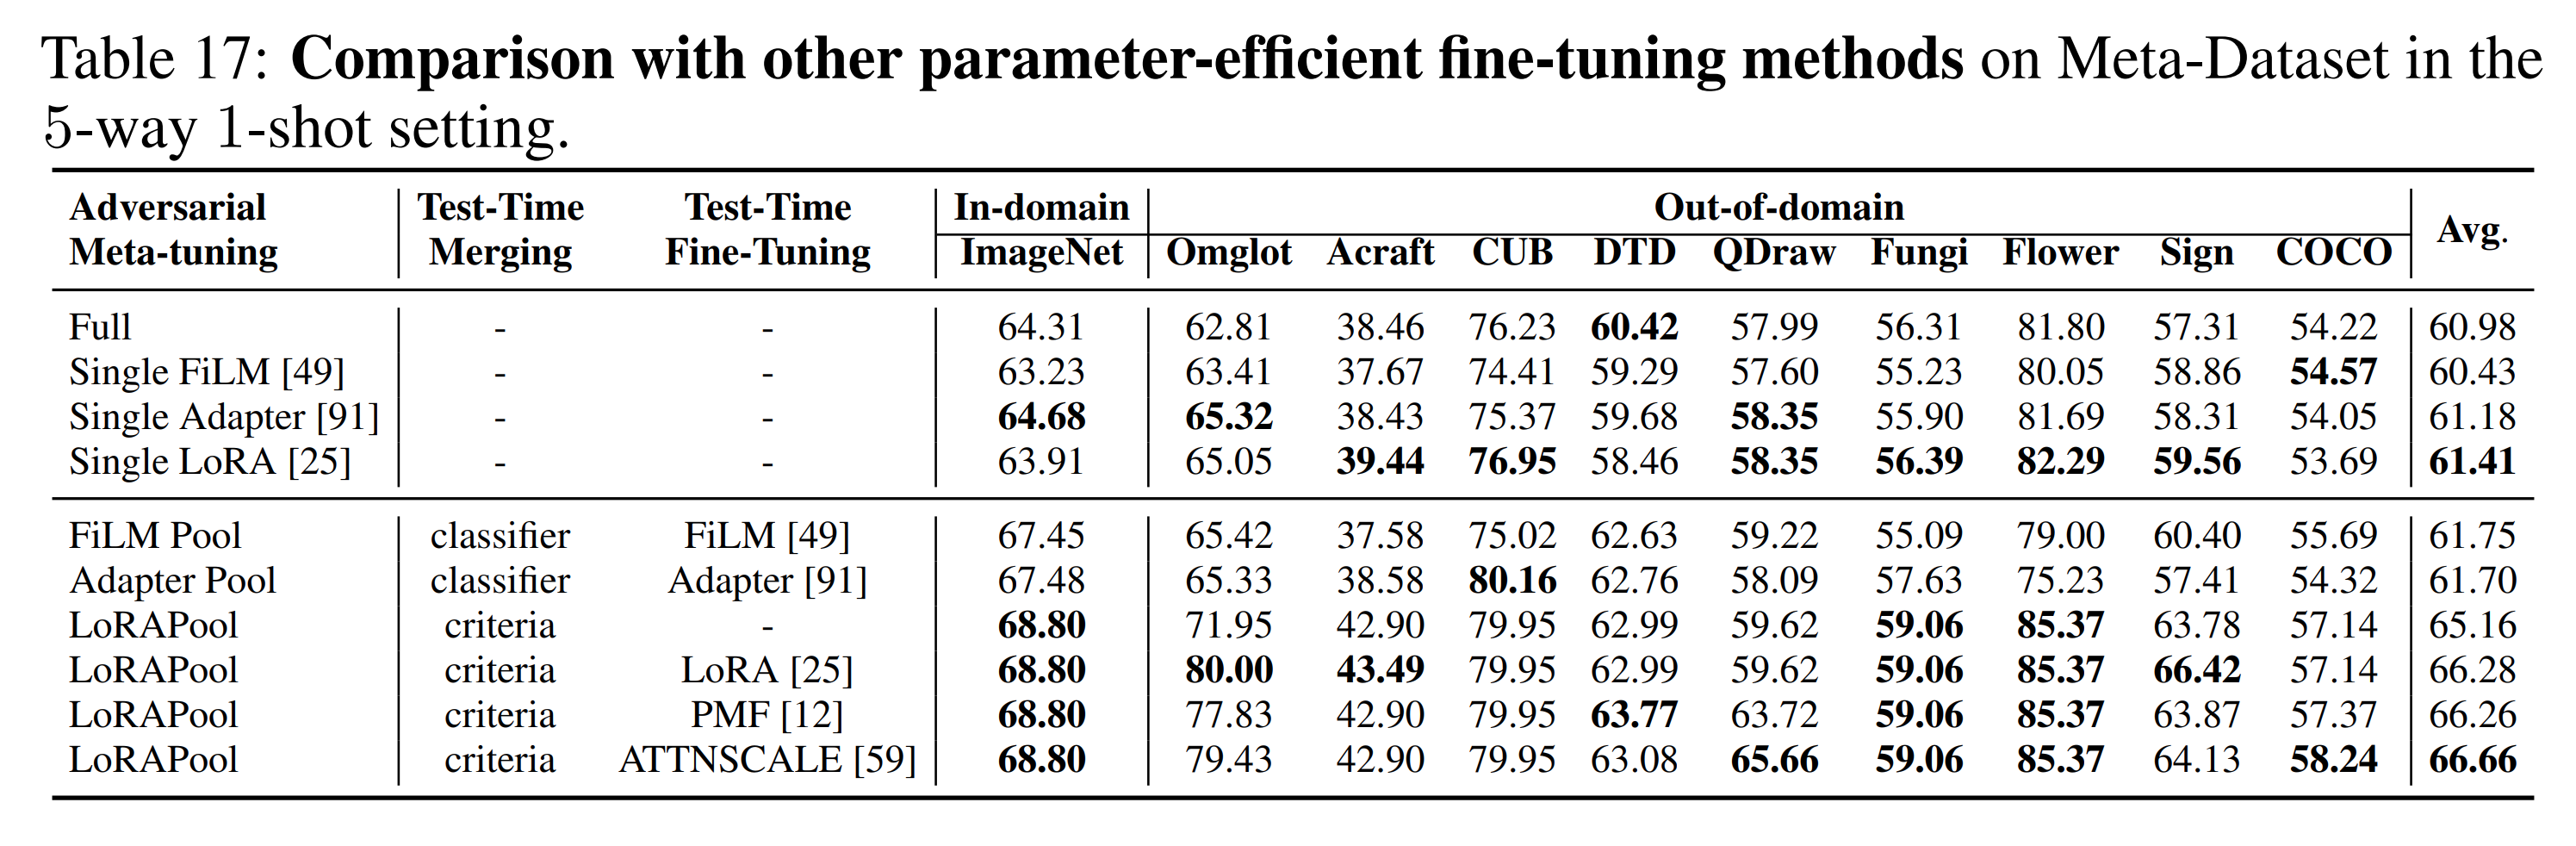 Table 17: Comparison with other parameter-efficient fine-tuning methods on Meta-Dataset in the
5-way 1-shot setting.
Adversarial Test-Time Test-Time In-domain Out-of-domain Avg.
Meta-tuning Merging Fine-Tuning ImageNet Omglot Acraft CUB DTD QDraw Fungi Flower Sign COCO
Full - - 64.31 62.81 38.46 76.23 60.42 57.99 56.31 81.80 57.31 54.22 60.98
Single FiLM [49] - - 63.23 63.41 37.67 74.41 59.29 57.60 55.23 80.05 58.86 54.57 60.43
Single Adapter [91] - - 64.68 65.32 38.43 75.37 59.68 58.35 55.90 81.69 58.31 54.05 61.18
Single LoRA [25] - - 63.91 65.05 39.44 76.95 58.46 58.35 56.39 82.29 59.56 53.69 61.41
FiLM Pool classifier FiLM [49] 67.45 65.42 37.58 75.02 62.63 59.22 55.09 79.00 60.40 55.69 61.75
Adapter Pool classifier Adapter [91] 67.48 65.33 38.58 80.16 62.76 58.09 57.63 75.23 57.41 54.32 61.70
LoRAPool criteria - 68.80 71.95 42.90 79.95 62.99 59.62 59.06 85.37 63.78 57.14 65.16
LoRAPool criteria LoRA [25] 68.80 80.00 43.49 79.95 62.99 59.62 59.06 85.37 66.42 57.14 66.28
LoRAPool criteria PMF [12] 68.80 77.83 42.90 79.95 63.77 63.72 59.06 85.37 63.87 57.37 66.26
LoRAPool criteria ATTNSCALE [59] 68.80 79.43 42.90 79.95 63.08 65.66 59.06 85.37 64.13 58.24 66.66